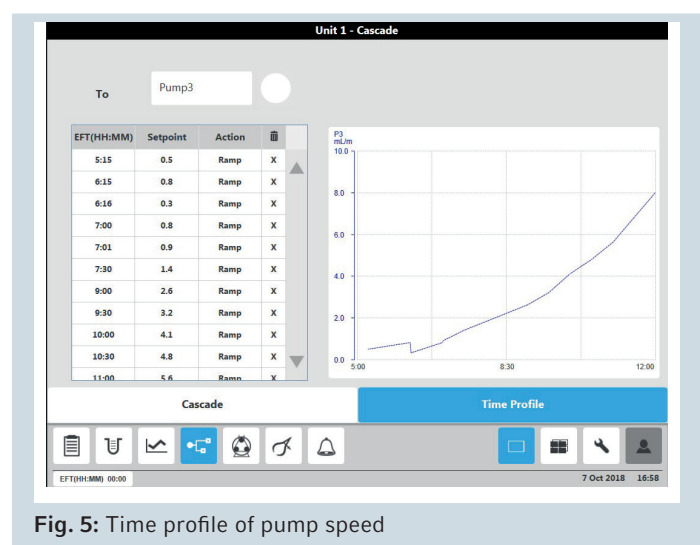 Unit 1 - Cascade
To Pump3
EFT(HH:MM) Setpoint Action
5:15 0.5 Ramp X
6:15 0.8 Ramp X
6:16 0.3 Ramp X
7:00 0.8 Ramp X
7:01 0.9 Ramp X
7:30 1.4 Ramp X
9:00 2.6 Ramp X
9:30 3.2 Ramp X
10:00 4.1 Ramp X
10:30 4.8 Ramp X
11:00 5.6 Ramp X
P3
mL/m
10.0
8.0
6.0
4.0
2.0
0.0
5:00 8:30 12:00
Cascade Time Profile
EFT(HH:MM) 00:00 7 Oct 2018 16:58
Fig. 5: Time profile of pump speed